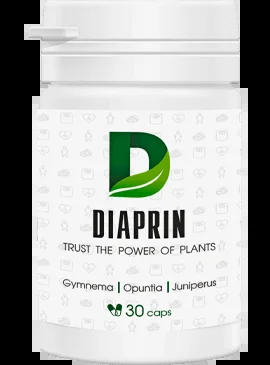 D
DIAPRIN
TRUST THE POWER OF PLANTS
Gymnema | Opuntia | Juniperus
30 caps